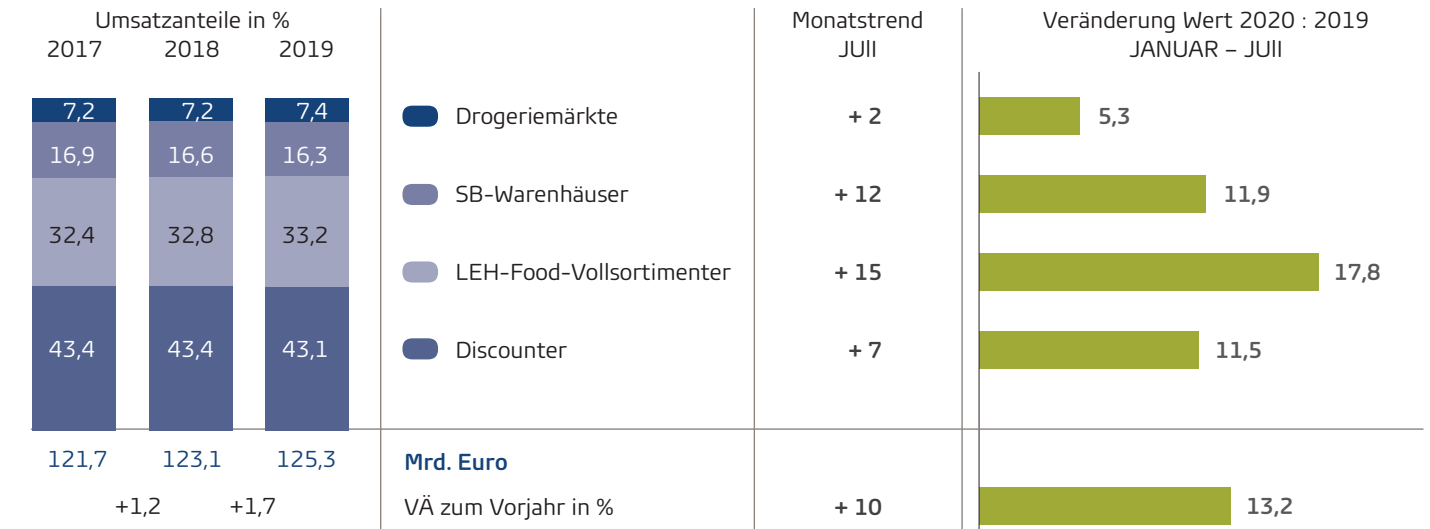 Umsatzanteile in %
2017 2018 2019
Monatstrend
JUlI
Veränderung Wert 2020 : 2019
JANUAR – JUlI
7,2 7,2 7,4 Drogeriemärkte + 2 5,3
16,9 16,6 16,3 SB-Warenhäuser + 12 11,9
32,4 32,8 33,2 LEH-Food-Vollsortimenter + 15 17,8
43,4 43,4 43,1 Discounter + 7 11,5
121,7 123,1 125,3 Mrd. Euro
+1,2 +1,7 VÄ zum Vorjahr in % + 10 13,2